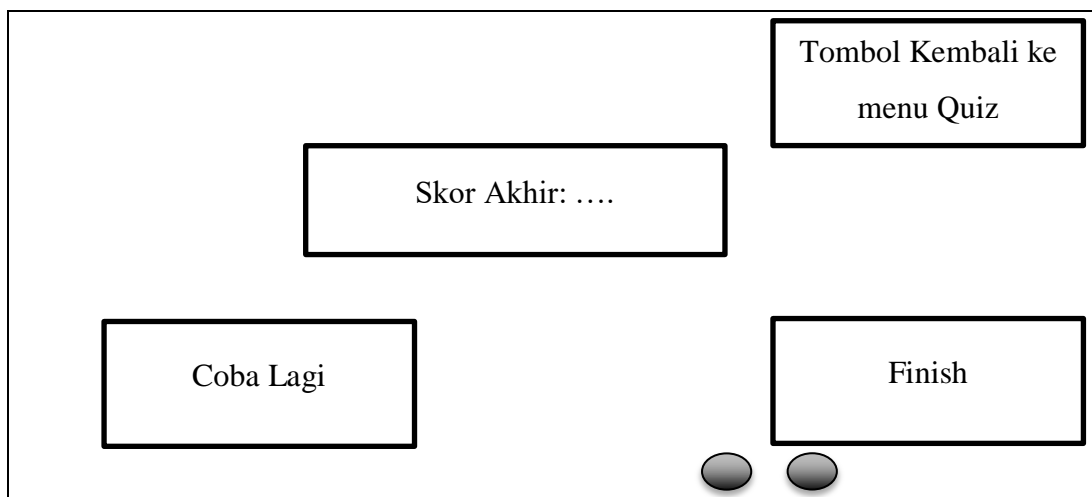 Tombol Kembali ke
menu Quiz
Skor Akhir: ….
Coba Lagi
Finish